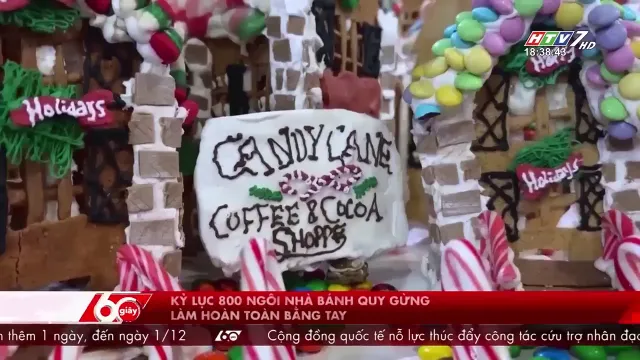 HTV7 HD
18:38:43
Holidays
Holidays
CANDY CANE
COFFEE & COCOA
SHOPPE
60 giây
KỶ LỤC 800 NGÔI NHÀ BÁNH QUY GỪNG
LÀM HOÀN TOÀN BẰNG TAY
n thêm 1 ngày, đến ngày 1/12 Cộng đồng quốc tế nỗ lực thúc đẩy công tác cứu trợ nhân đạ